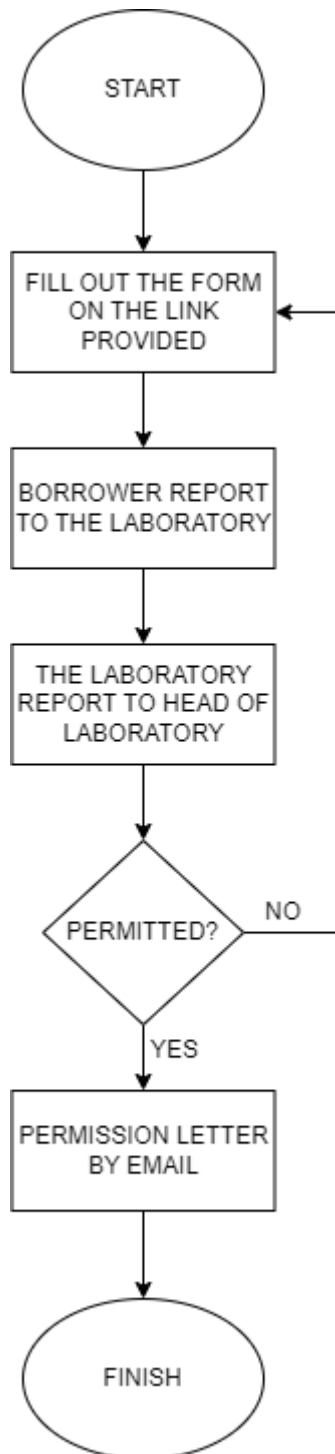 START
FILL OUT THE FORM
ON THE LINK
PROVIDED
BORROWER REPORT
TO THE LABORATORY
THE LABORATORY
REPORT TO HEAD OF
LABORATORY
PERMITTED?
NO
YES
PERMISSION LETTER
BY EMAIL
FINISH